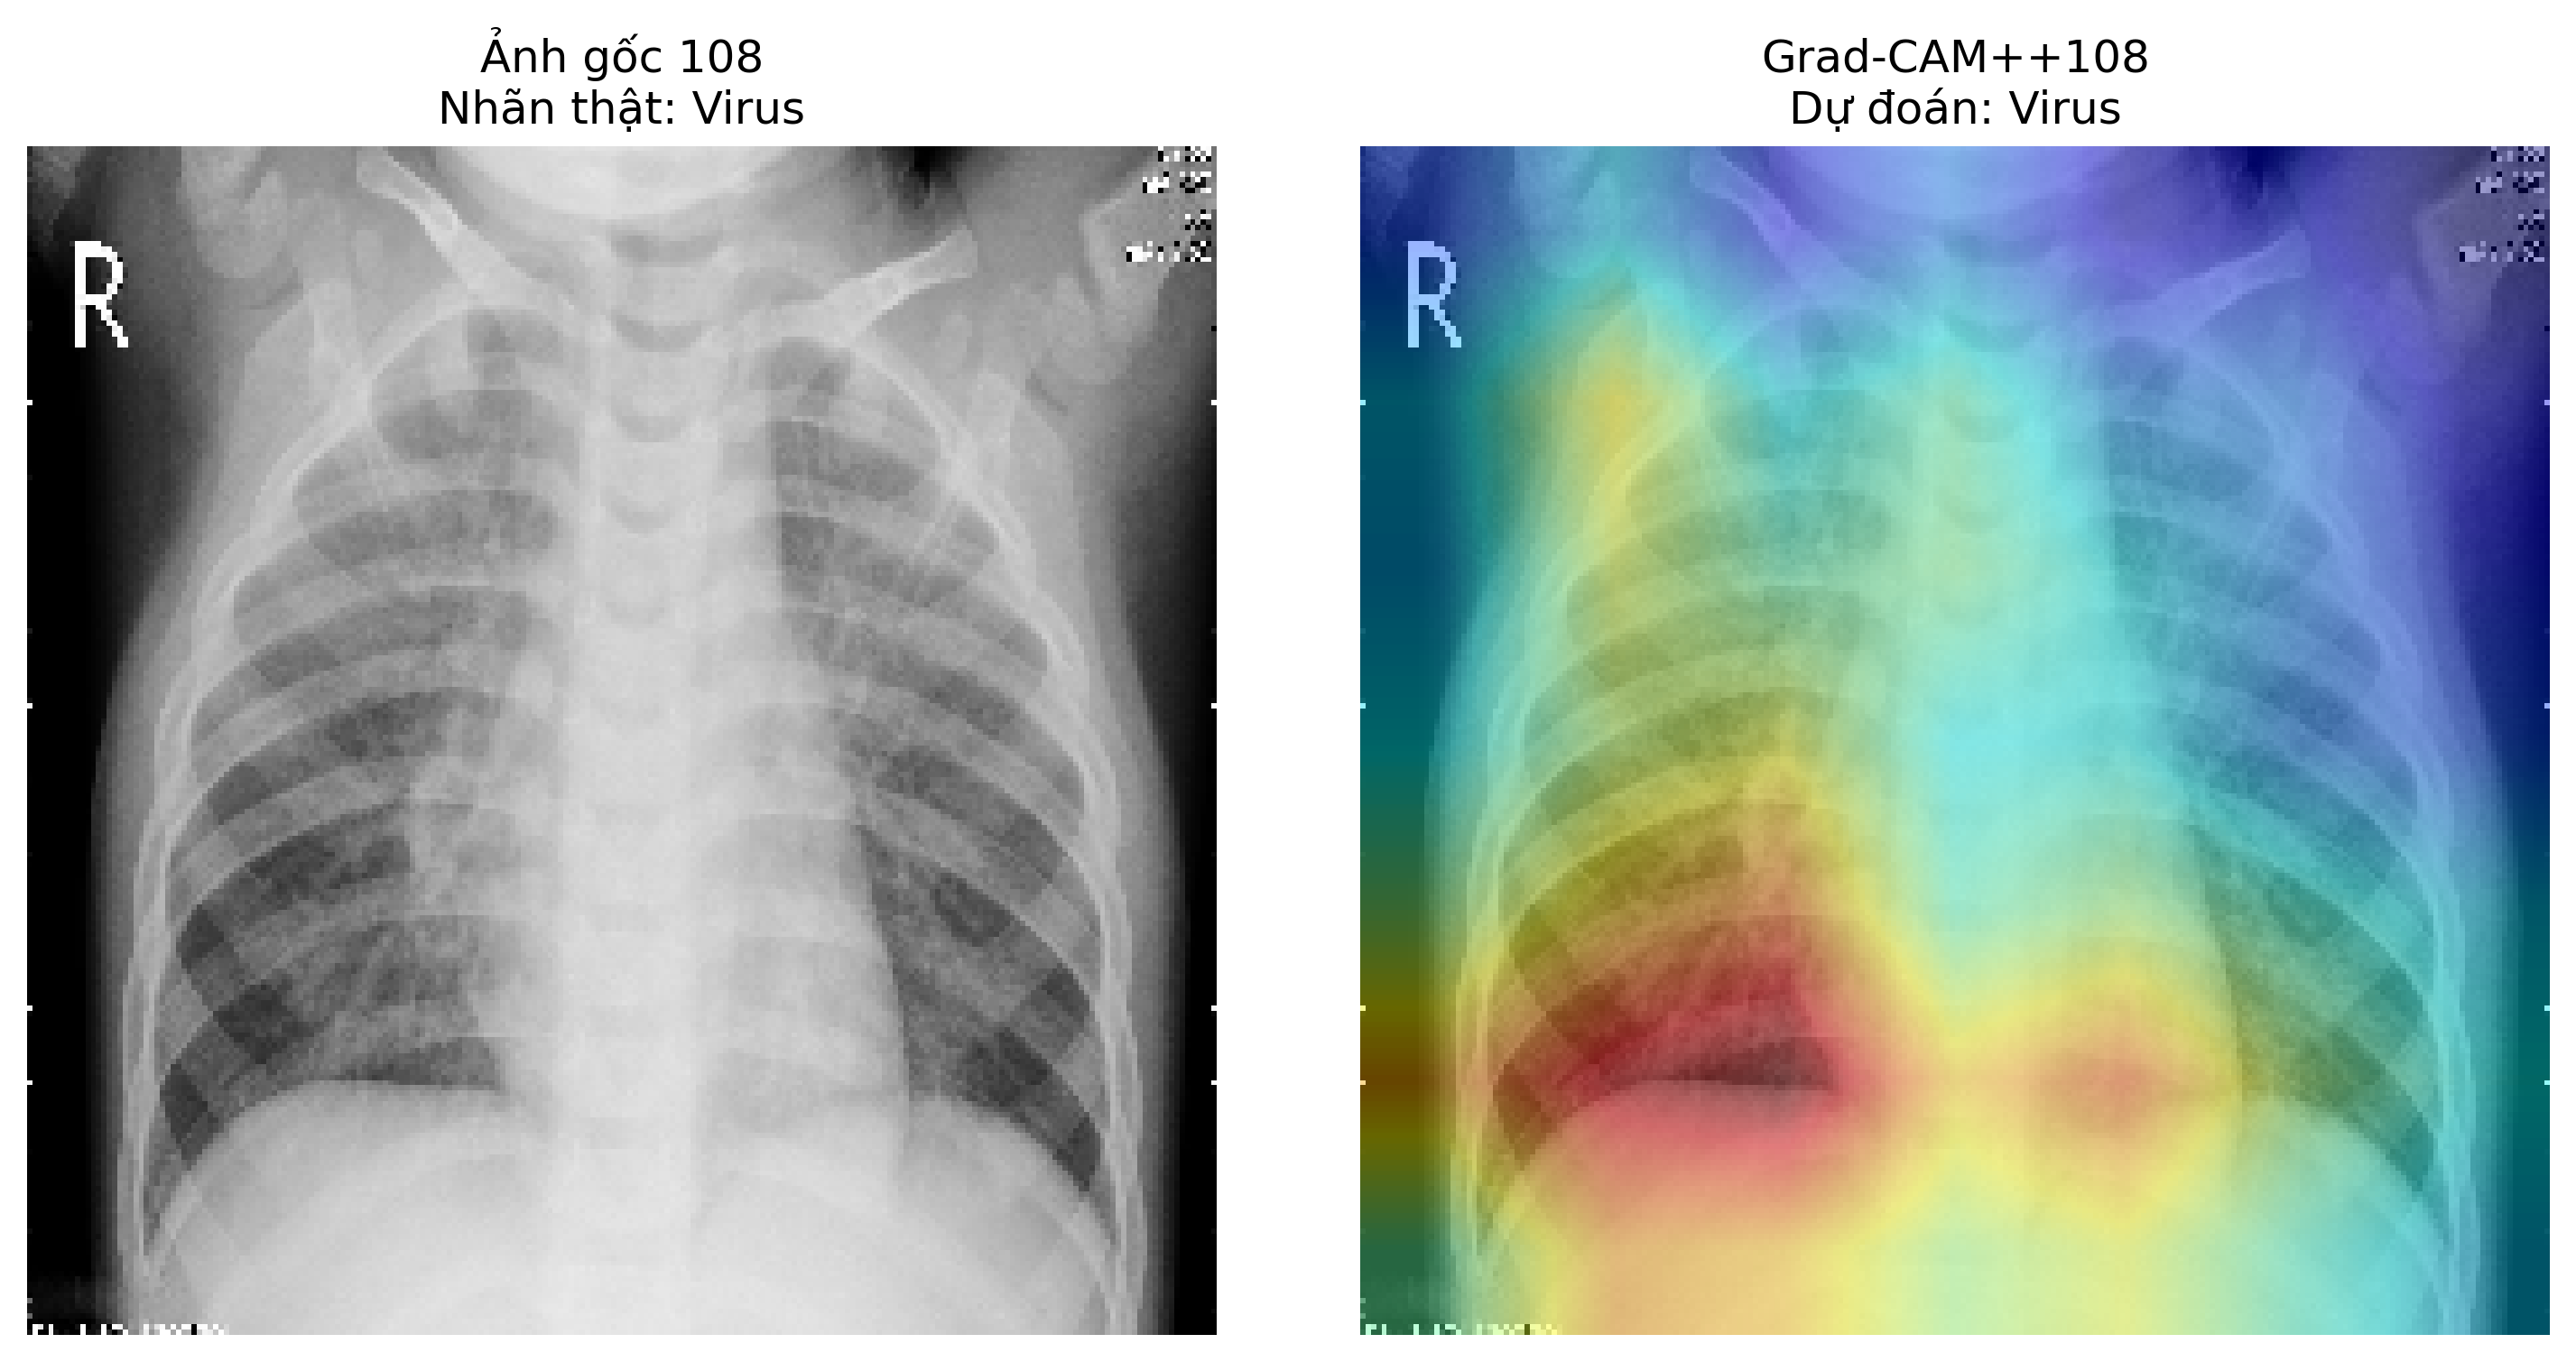 Ảnh gốc 108
Nhãn thật: Virus
Grad-CAM++108
Dự đoán: Virus
R
R